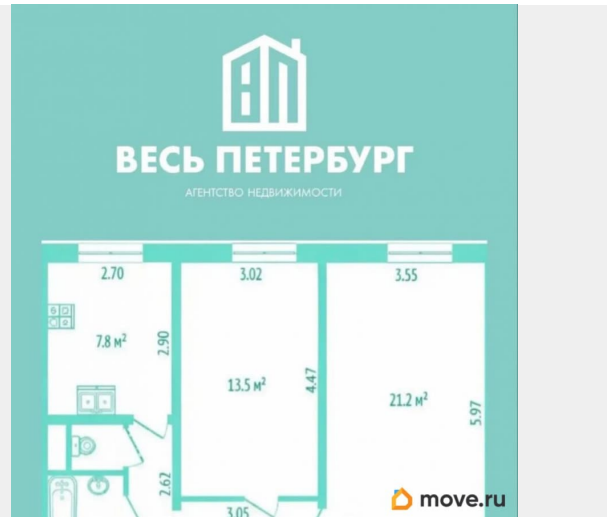 ВП
ВЕСЬ ПЕТЕРБУРГ
АГЕНТСТВО НЕДВИЖИМОСТИ
2.70
3.02
3.55
7.8 м²
2.90
13.5 м²
4.47
21.2 м²
5.97
2.62
3.05
move.ru